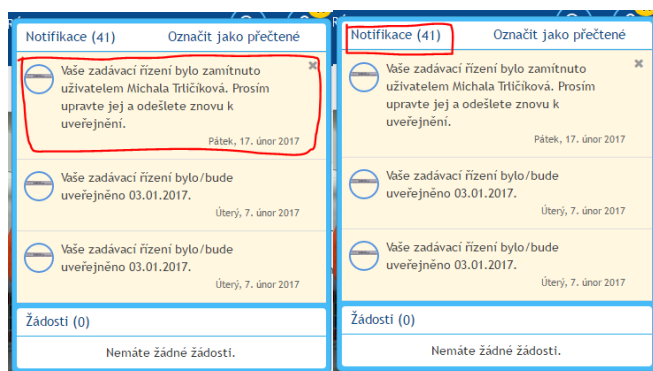 Notifikace (41) Označit jako přečtené
Vaše zadávací řízení bylo zamítnuto
uživatelem Michala Trličíková. Prosím
upravte jej a odešlete znovu k
uveřejnění.
Pátek, 17. únor 2017
Vaše zadávací řízení bylo/bude
uveřejněno 03.01.2017.
Úterý, 7. únor 2017
Vaše zadávací řízení bylo/bude
uveřejněno 03.01.2017.
Úterý, 7. únor 2017
Žádosti (0)
Nemáte žádné žádosti.
Notifikace (41) Označit jako přečtené
Vaše zadávací řízení bylo zamítnuto
uživatelem Michala Trličíková. Prosím
upravte jej a odešlete znovu k
uveřejnění.
Pátek, 17. únor 2017
Vaše zadávací řízení bylo/bude
uveřejněno 03.01.2017.
Úterý, 7. únor 2017
Vaše zadávací řízení bylo/bude
uveřejněno 03.01.2017.
Úterý, 7. únor 2017
Žádosti (0)
Nemáte žádné žádosti.